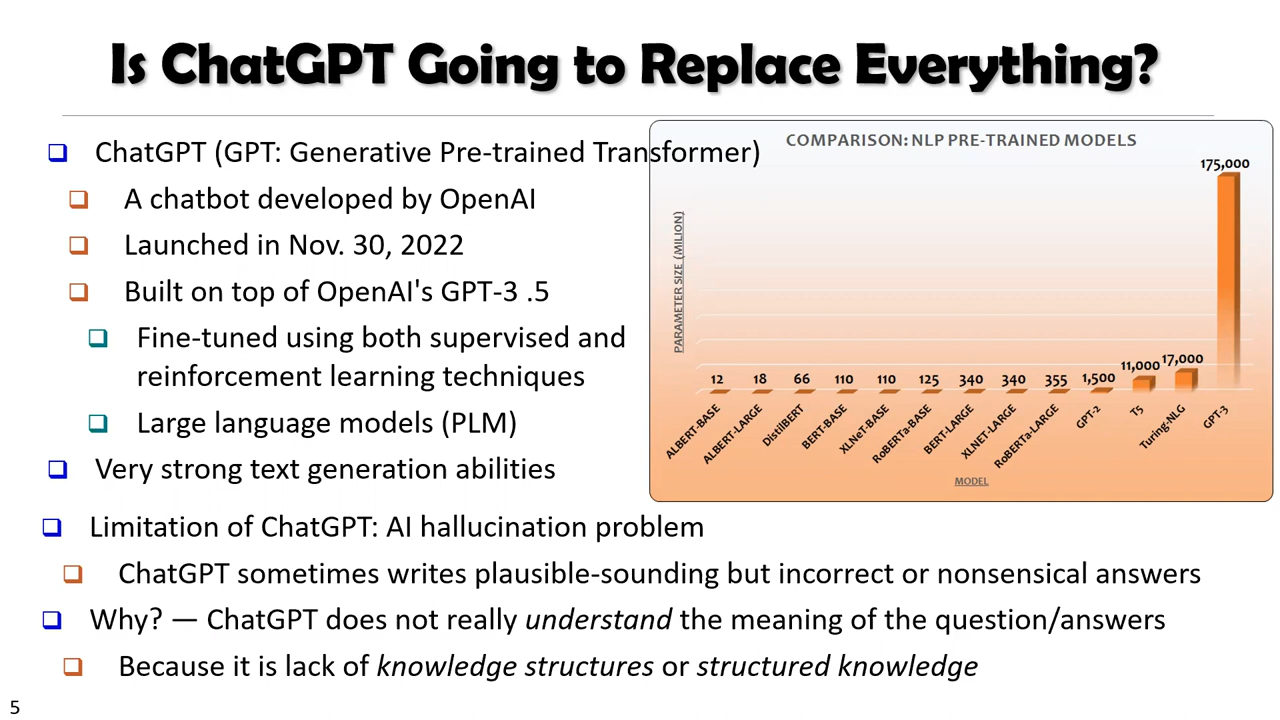 Is ChatGPT Going to Replace Everything?
ChatGPT (GPT: Generative Pre-trained Transformer)
A chatbot developed by OpenAI
Launched in Nov. 30, 2022
Built on top of OpenAI's GPT-3 .5
Fine-tuned using both supervised and
reinforcement learning techniques
Large language models (PLM)
Very strong text generation abilities
COMPARISON: NLP PRE-TRAINED MODELS
PARAMETER SIZE (MILION)
12
18
66
110
110
125
340
340
355
1,500
11,000
17,000
175,000
ALBERT-BASE
ALBERT-LARGE
DistilBERT
BERT-BASE
XLNeT-BASE
RoBERTa-BASE
BERT-LARGE
XLNET-LARGE
RoBERTa-LARGE
GPT-2
T5
Turing-NLG
GPT-3
MODEL
Limitation of ChatGPT: AI hallucination problem
ChatGPT sometimes writes plausible-sounding but incorrect or nonsensical answers
Why? — ChatGPT does not really understand the meaning of the question/answers
Because it is lack of knowledge structures or structured knowledge
5